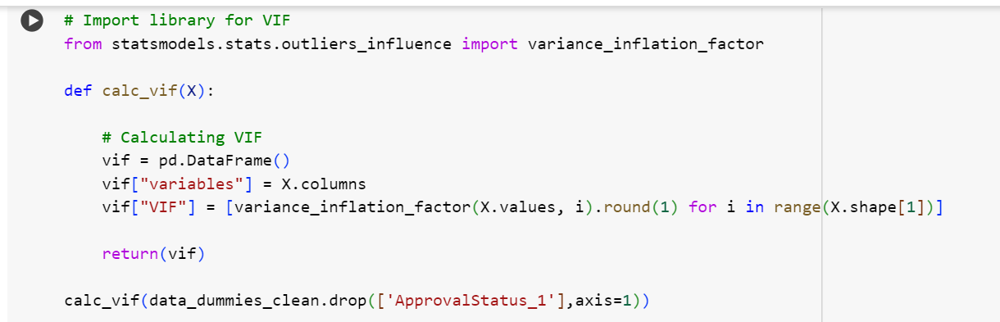 # Import library for VIF
from statsmodels.stats.outliers_influence import variance_inflation_factor
def calc_vif(X):
# Calculating VIF
vif = pd.DataFrame()
vif["variables"] = X.columns
vif["VIF"] = [variance_inflation_factor(X.values, i).round(1) for i in range(X.shape[1])]
return(vif)
calc_vif(data_dummies_clean.drop(['ApprovalStatus_1'],axis=1))